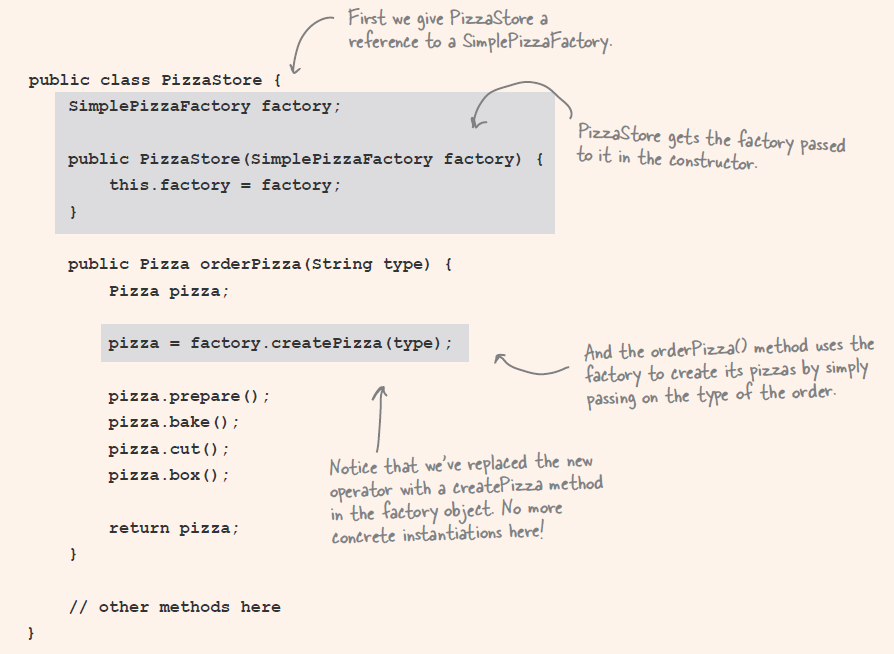 First we give PizzaStore a
reference to a SimplePizzaFactory.
public class PizzaStore {
SimplePizzaFactory factory;
PizzaStore gets the factory passed
to it in the constructor.
public PizzaStore(SimplePizzaFactory factory) {
this.factory = factory;
}
public Pizza orderPizza(String type) {
Pizza pizza;
pizza = factory.createPizza(type);
And the orderPizza() method uses the
factory to create its pizzas by simply
passing on the type of the order.
pizza.prepare();
pizza.bake();
pizza.cut();
pizza.box();
Notice that we've replaced the new
operator with a createPizza method
in the factory object. No more
concrete instantiations here!
return pizza;
}
// other methods here
}